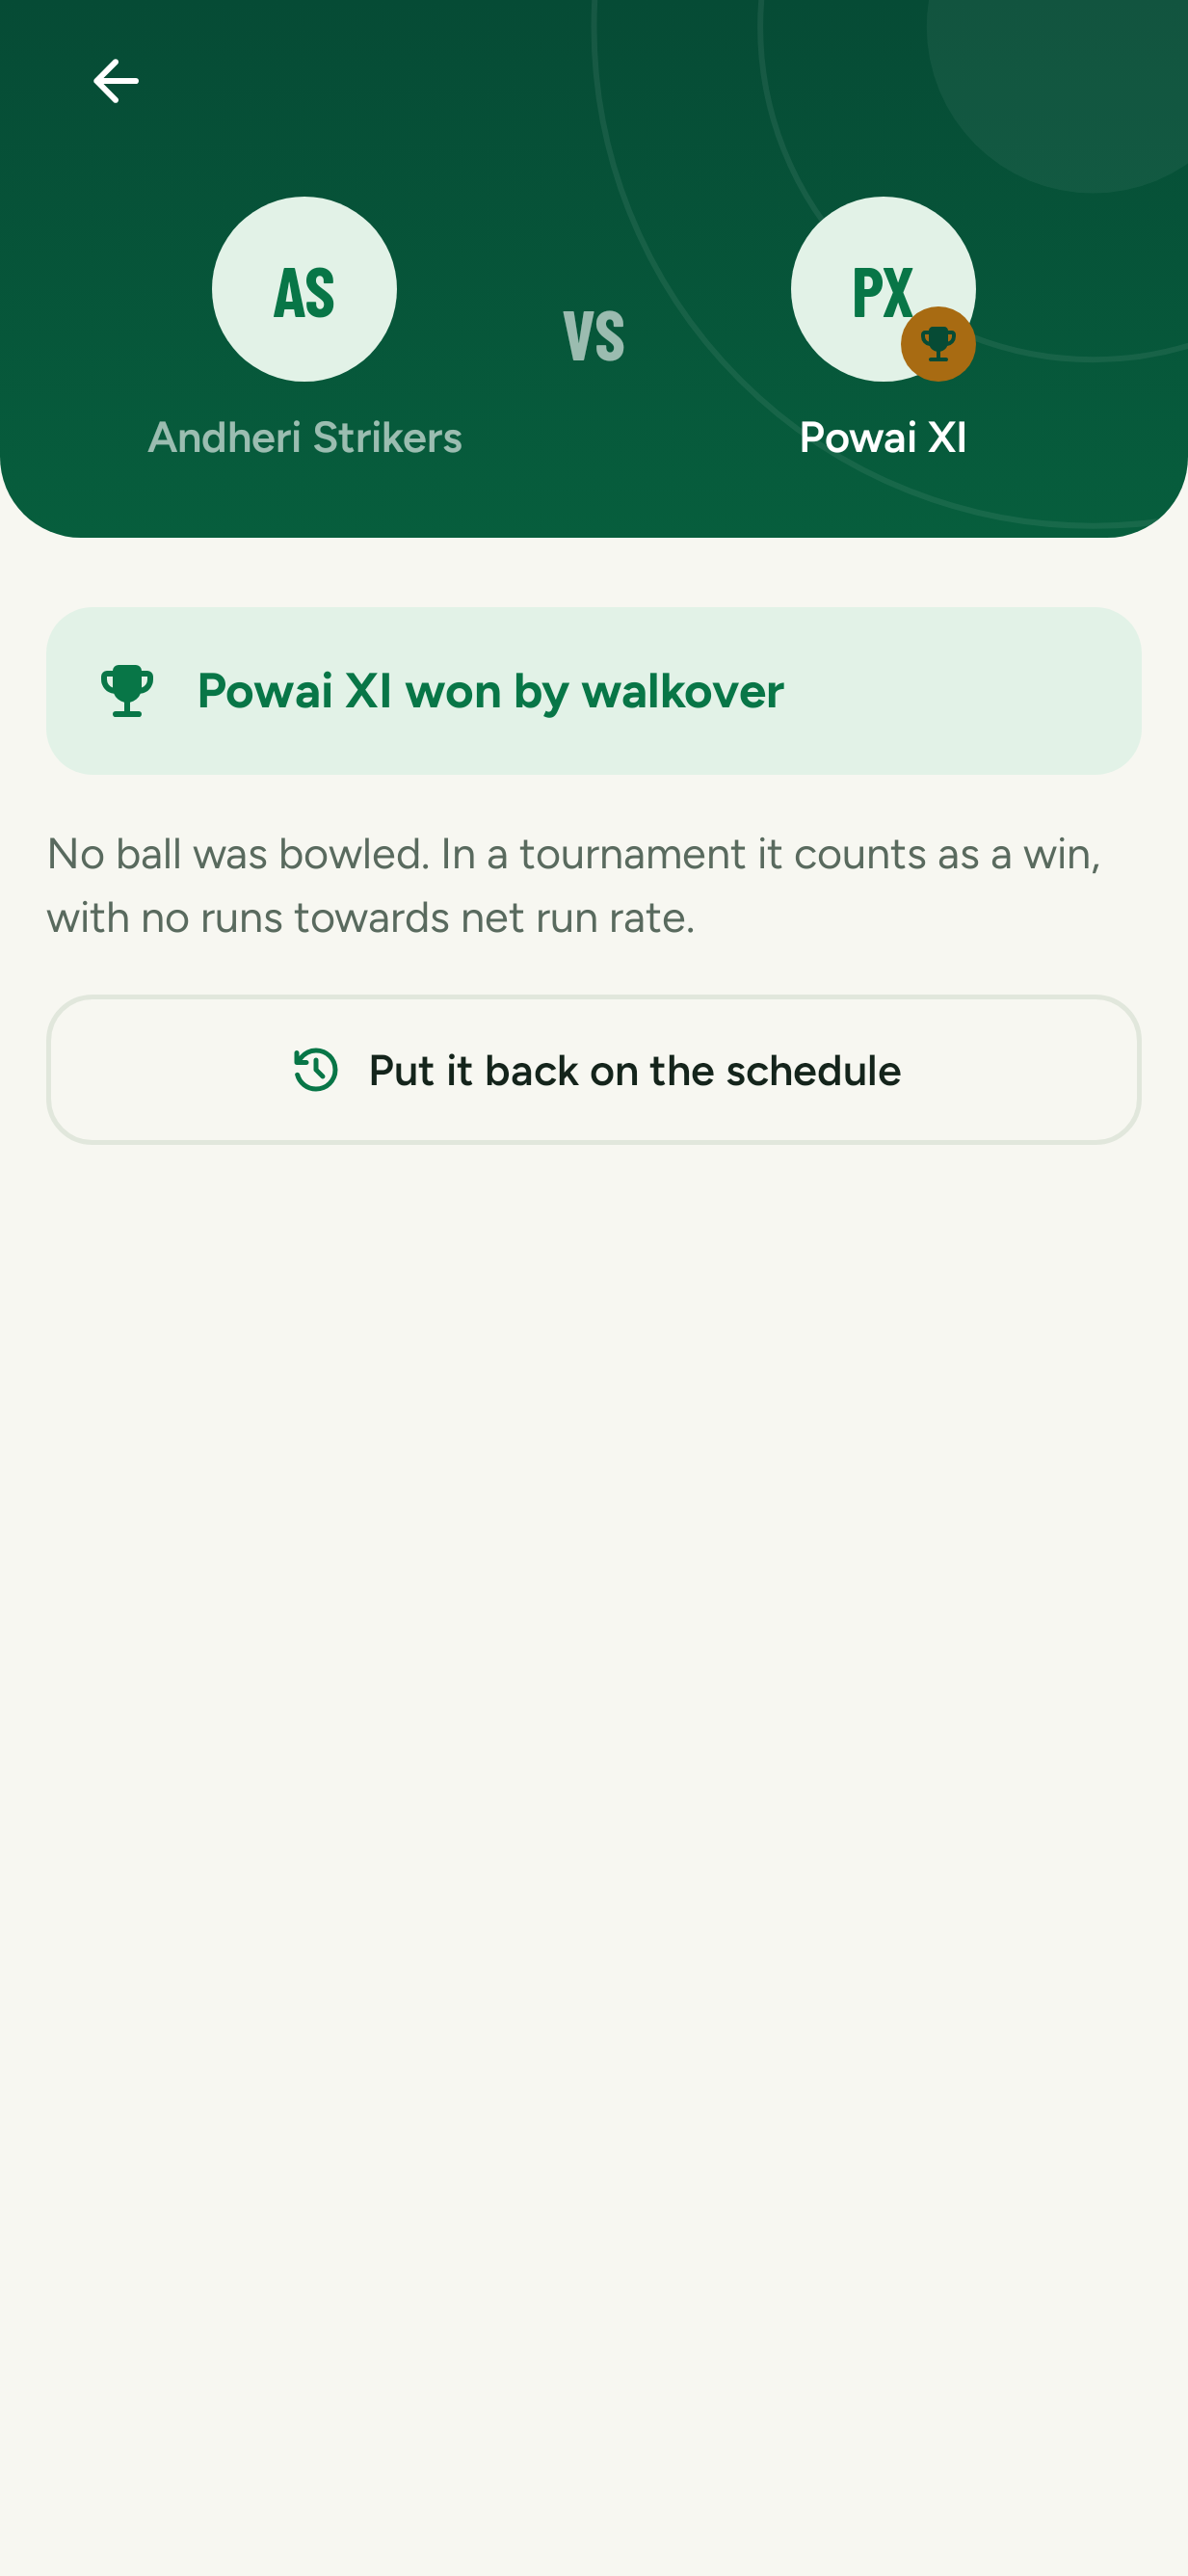 AS
VS
PX
Andheri Strikers
Powai XI
Powai XI won by walkover
No ball was bowled. In a tournament it counts as a win,
with no runs towards net run rate.
Put it back on the schedule